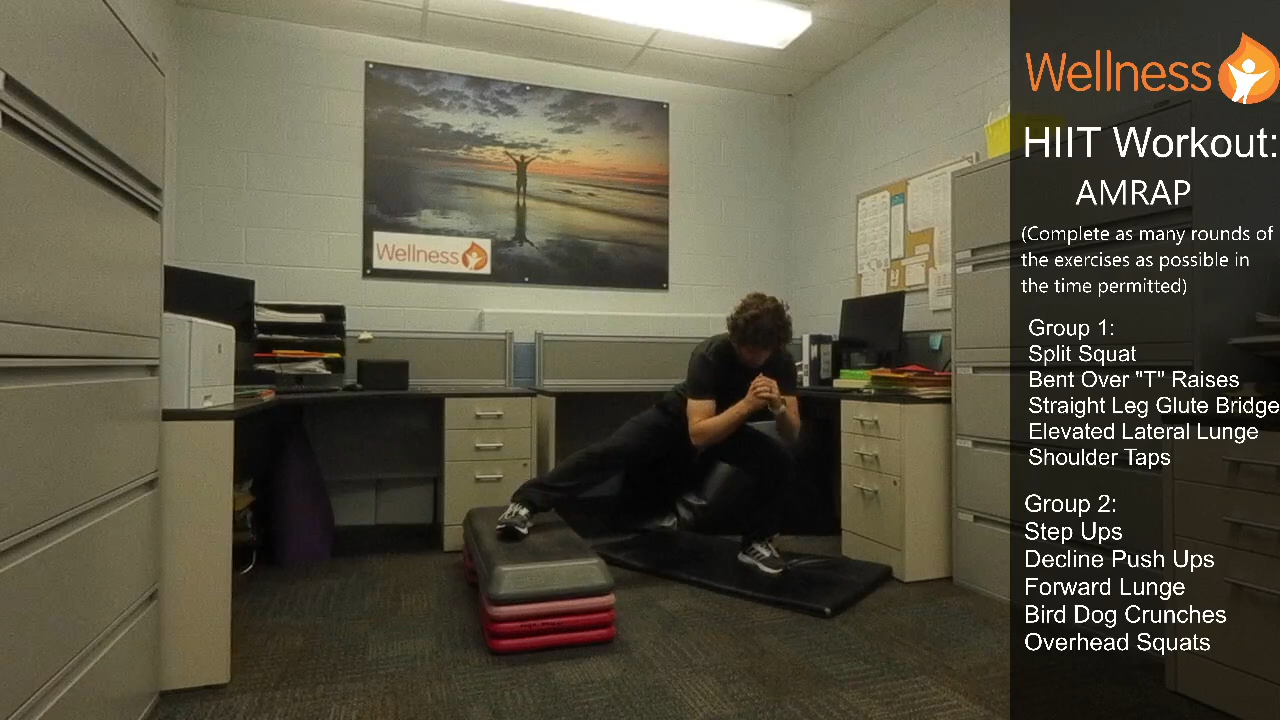 Wellness
Wellness
HIIT Workout:
AMRAP
(Complete as many rounds of
the exercises as possible in
the time permitted)
Group 1:
Split Squat
Bent Over "T" Raises
Straight Leg Glute Bridge
Elevated Lateral Lunge
Shoulder Taps
Group 2:
Step Ups
Decline Push Ups
Forward Lunge
Bird Dog Crunches
Overhead Squats